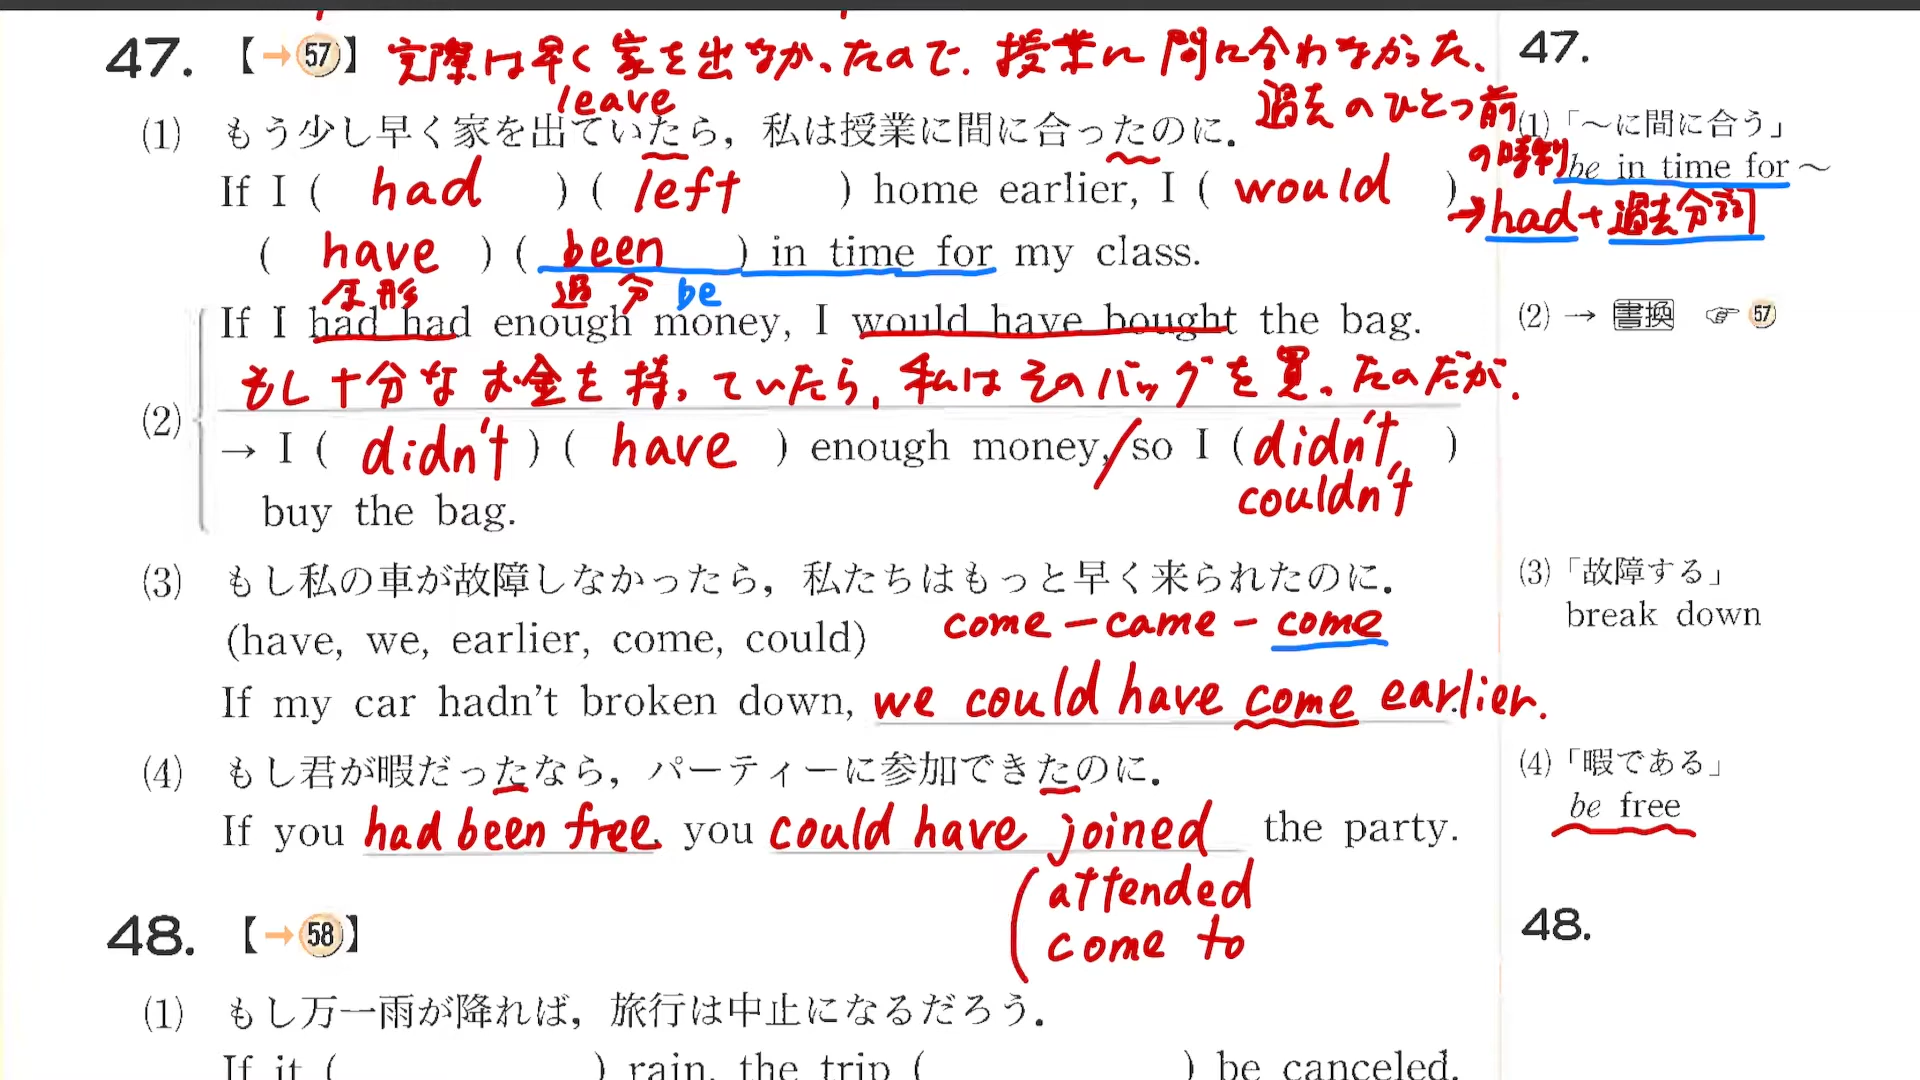 47. 【→57】 実際は早く家を出なかったので、授業に間に合わなかった、
leave
過去のひとつ前の時制
→had+過去分詞
(1) もう少し早く家を出ていたら，私は授業に間に合ったのに．
If I ( had ) ( left ) home earlier, I ( would )
( have ) ( been ) in time for my class.
原形 過分 be
If I had had enough money, I would have bought the bag.
もし十分なお金を持っていたら、私はそのバッグを買ったのだが．
(2)
→ I ( didn't ) ( have ) enough money, / so I ( didn't, )
couldn't
buy the bag.
(3) もし私の車が故障しなかったら，私たちはもっと早く来られたのに．
(have, we, earlier, come, could) come - came - come
If my car hadn't broken down, we could have come earlier.
(4) もし君が暇だったなら，パーティーに参加できたのに．
If you had been free, you could have joined the party.
attended
come to
48. 【→58】
(1) もし万一雨が降れば，旅行は中止になるだろう．
If it ( ) rain, the trip ( ) be canceled.
47.
(1)「～に間に合う」
be in time for～
(2) → 書換 ☞57
(3)「故障する」
break down
(4)「暇である」
be free
48.